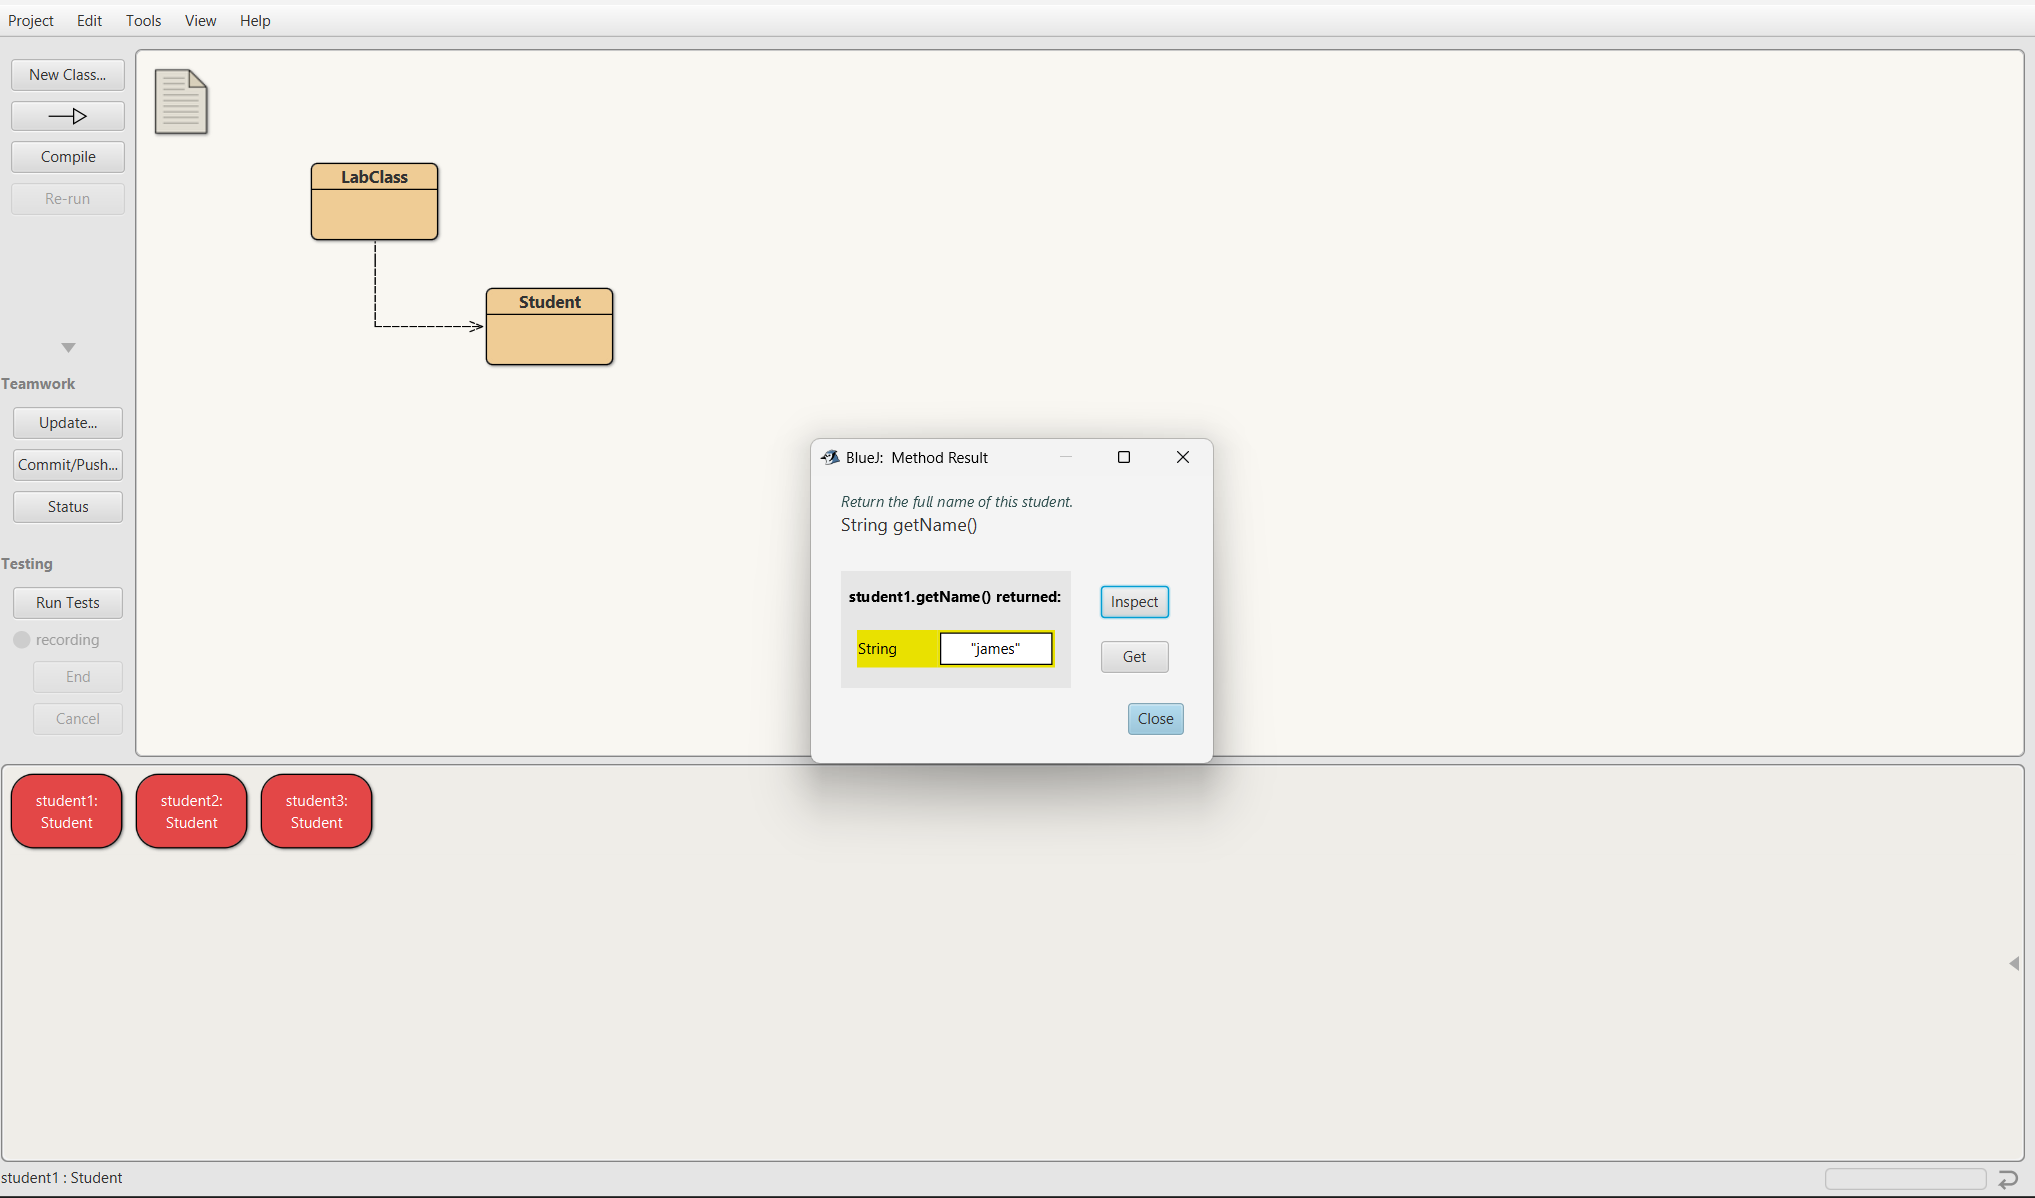 Project Edit Tools View Help
New Class...
Compile
Re-run
Teamwork
Update...
Commit/Push...
Status
Testing
Run Tests
recording
End
Cancel
LabClass
Student
BlueJ: Method Result
Return the full name of this student.
String getName()
student1.getName() returned:
String "james"
Inspect
Get
Close
student1:
Student
student2:
Student
student3:
Student
student1 : Student